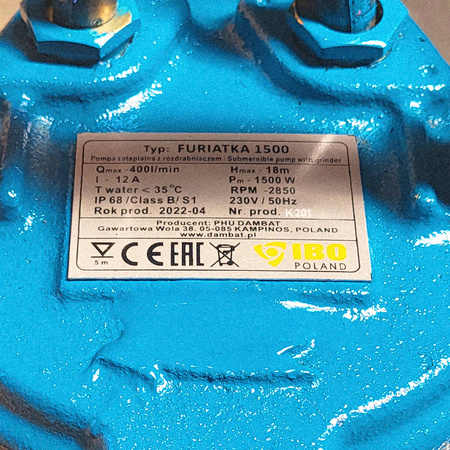 Typ: FURIATKA 1500
Pompa zatapialna z rozdrabniaczem / Submersible pump with grinder
Qmax -400l/min Hmax -18m
I - 12A Pm - 1500 W
T water < 35°C RPM -2850
IP 68 /Class B/ S1 230V / 50Hz
Rok prod. 2022-04 Nr. prod. K201
Producent: PHU DAMBAT
Gawartowa Wola 38. 05-085 KAMPINOS, POLAND
www.dambat.pl
5m CE EAC IBO
POLAND